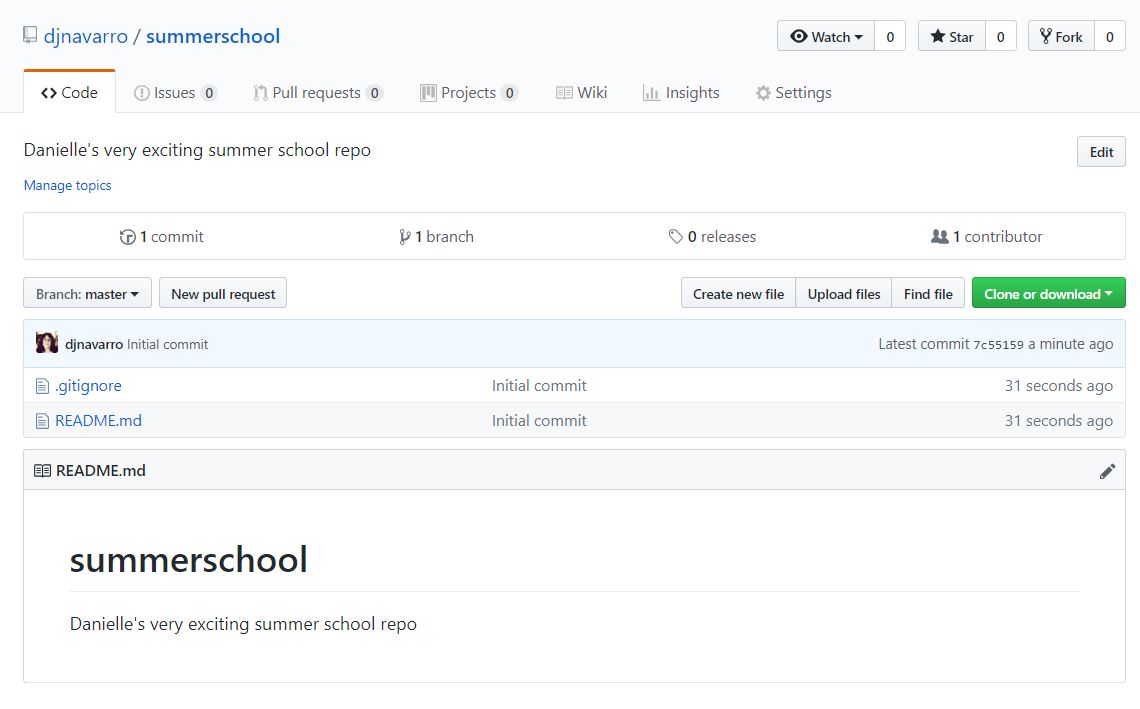 djnavarro / summerschool Watch 0 Star 0 Fork 0
Code Issues 0 Pull requests 0 Projects 0 Wiki Insights Settings
Danielle's very exciting summer school repo Edit
Manage topics
1 commit 1 branch 0 releases 1 contributor
Branch: master New pull request Create new file Upload files Find file Clone or download
djnavarro Initial commit Latest commit 7c55159 a minute ago
.gitignore Initial commit 31 seconds ago
README.md Initial commit 31 seconds ago
README.md
summerschool
Danielle's very exciting summer school repo